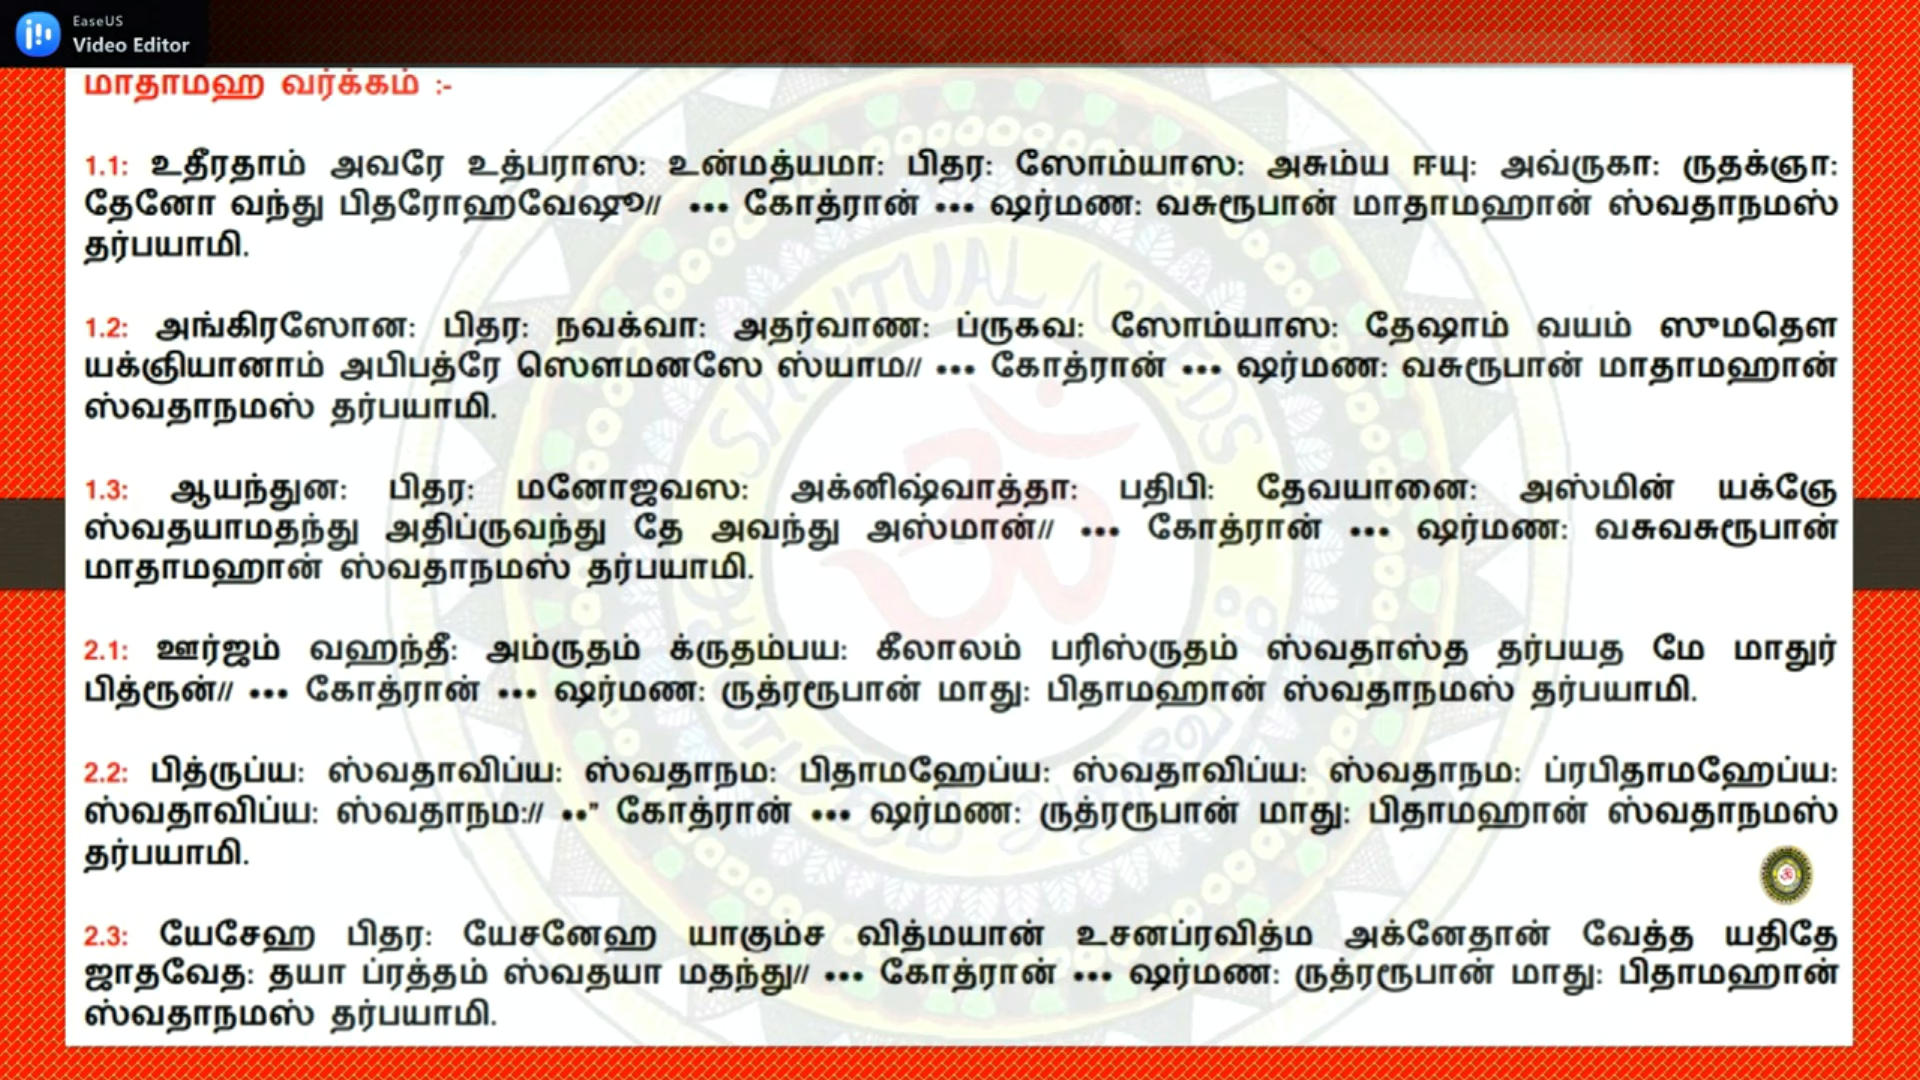 EaseUS
Video Editor
மாதாமஹ வர்க்கம் :-
1.1: உதீரதாம் அவரே உத்பராஸ: உன்மத்யமா: பிதர: ஸோம்யாஸ: அசும்ய ஈயு: அவ்ருகா: ருதக்ஞா:
தேனோ வந்து பிதரோஹவேஷூ// ••• கோத்ரான் ••• ஷர்மண: வசுரூபான் மாதாமஹான் ஸ்வதாநமஸ்
தர்பயாமி.
1.2: அங்கிரஸோன: பிதர: நவக்வா: அதர்வாண: ப்ருகவ: ஸோம்யாஸ: தேஷாம் வயம் ஸுமதௌ
யக்ஞியானாம் அபிபத்ரே ஸௌமனஸே ஸ்யாம// ••• கோத்ரான் ••• ஷர்மண: வசுரூபான் மாதாமஹான்
ஸ்வதாநமஸ் தர்பயாமி.
1.3: ஆயந்துன: பிதர: மனோஜவஸ: அக்னிஷ்வாத்தா: பதிபி: தேவயானை: அஸ்மின் யக்ஞே
ஸ்வதயாமதந்து அதிப்ருவந்து தே அவந்து அஸ்மான்// ••• கோத்ரான் ••• ஷர்மண: வசுவசுரூபான்
மாதாமஹான் ஸ்வதாநமஸ் தர்பயாமி.
2.1: ஊர்ஜம் வஹந்தீ: அம்ருதம் க்ருதம்பய: கீலாலம் பரிஸ்ருதம் ஸ்வதாஸ்த தர்பயத மே மாதுர்
பித்ரூன்// ••• கோத்ரான் ••• ஷர்மண: ருத்ரரூபான் மாது: பிதாமஹான் ஸ்வதாநமஸ் தர்பயாமி.
2.2: பித்ருப்ய: ஸ்வதாவிப்ய: ஸ்வதாநம: பிதாமஹேப்ய: ஸ்வதாவிப்ய: ஸ்வதாநம: ப்ரபிதாமஹேப்ய:
ஸ்வதாவிப்ய: ஸ்வதாநம:// ••" கோத்ரான் ••• ஷர்மண: ருத்ரரூபான் மாது: பிதாமஹான் ஸ்வதாநமஸ்
தர்பயாமி.
2.3: யேசேஹ பிதர: யேசனேஹ யாகும்ச வித்மயான் உசனப்ரவித்ம அக்னேதான் வேத்த யதிதே
ஜாதவேத: தயா ப்ரத்தம் ஸ்வதயா மதந்து// ••• கோத்ரான் ••• ஷர்மண: ருத்ரரூபான் மாது: பிதாமஹான்
ஸ்வதாநமஸ் தர்பயாமி.
SPIRITUAL NEEDS